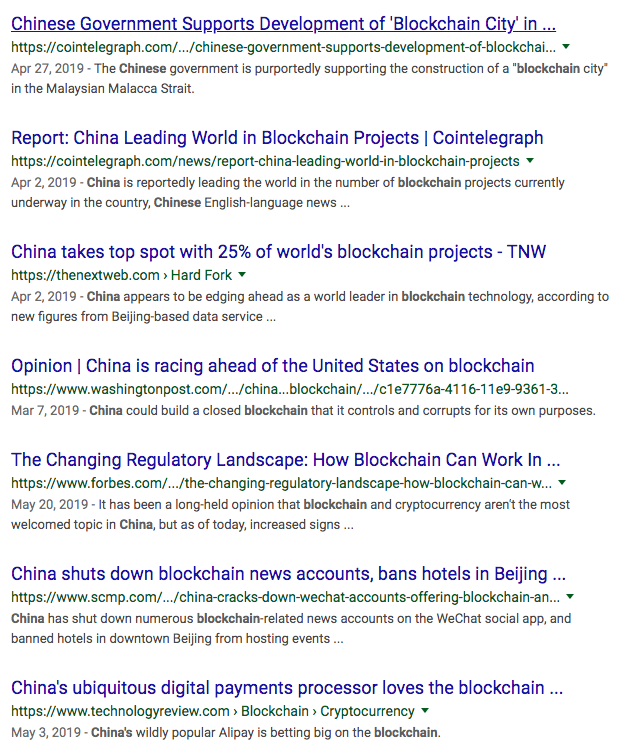 Chinese Government Supports Development of 'Blockchain City' in ...
https://cointelegraph.com/.../chinese-government-supports-development-of-blockchai...
Apr 27, 2019 - The Chinese government is purportedly supporting the construction of a "blockchain city"
in the Malaysian Malacca Strait.
Report: China Leading World in Blockchain Projects | Cointelegraph
https://cointelegraph.com/news/report-china-leading-world-in-blockchain-projects
Apr 2, 2019 - China is reportedly leading the world in the number of blockchain projects currently
underway in the country, Chinese English-language news ...
China takes top spot with 25% of world's blockchain projects - TNW
https://thenextweb.com › Hard Fork
Apr 2, 2019 - China appears to be edging ahead as a world leader in blockchain technology, according to
new figures from Beijing-based data service ...
Opinion | China is racing ahead of the United States on blockchain
https://www.washingtonpost.com/.../china...blockchain/.../c1e7776a-4116-11e9-9361-3...
Mar 7, 2019 - China could build a closed blockchain that it controls and corrupts for its own purposes.
The Changing Regulatory Landscape: How Blockchain Can Work In ...
https://www.forbes.com/.../the-changing-regulatory-landscape-how-blockchain-can-w...
May 20, 2019 - It has been a long-held opinion that blockchain and cryptocurrency aren't the most
welcomed topic in China, but as of today, increased signs ...
China shuts down blockchain news accounts, bans hotels in Beijing ...
https://www.scmp.com/.../china-cracks-down-wechat-accounts-offering-blockchain-an...
China has shut down numerous blockchain-related news accounts on the WeChat social app, and
banned hotels in downtown Beijing from hosting events ...
China's ubiquitous digital payments processor loves the blockchain ...
https://www.technologyreview.com › Blockchain › Cryptocurrency
May 3, 2019 - China's wildly popular Alipay is betting big on the blockchain.